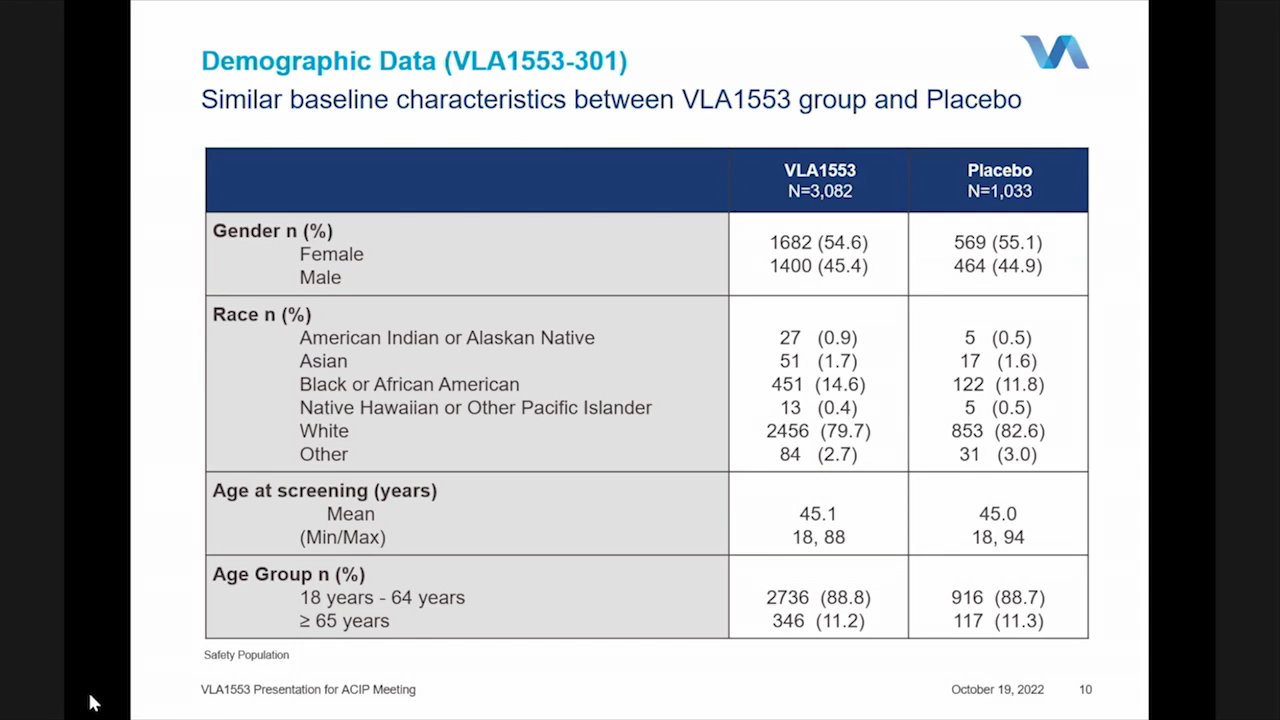 Demographic Data (VLA1553-301)
Similar baseline characteristics between VLA1553 group and Placebo
VLA1553 Placebo
N=3,082 N=1,033
Gender n (%)
Female 1682 (54.6) 569 (55.1)
Male 1400 (45.4) 464 (44.9)
Race n (%)
American Indian or Alaskan Native 27 (0.9) 5 (0.5)
Asian 51 (1.7) 17 (1.6)
Black or African American 451 (14.6) 122 (11.8)
Native Hawaiian or Other Pacific Islander 13 (0.4) 5 (0.5)
White 2456 (79.7) 853 (82.6)
Other 84 (2.7) 31 (3.0)
Age at screening (years)
Mean 45.1 45.0
(Min/Max) 18, 88 18, 94
Age Group n (%)
18 years - 64 years 2736 (88.8) 916 (88.7)
≥ 65 years 346 (11.2) 117 (11.3)
Safety Population
VLA1553 Presentation for ACIP Meeting October 19, 2022 10